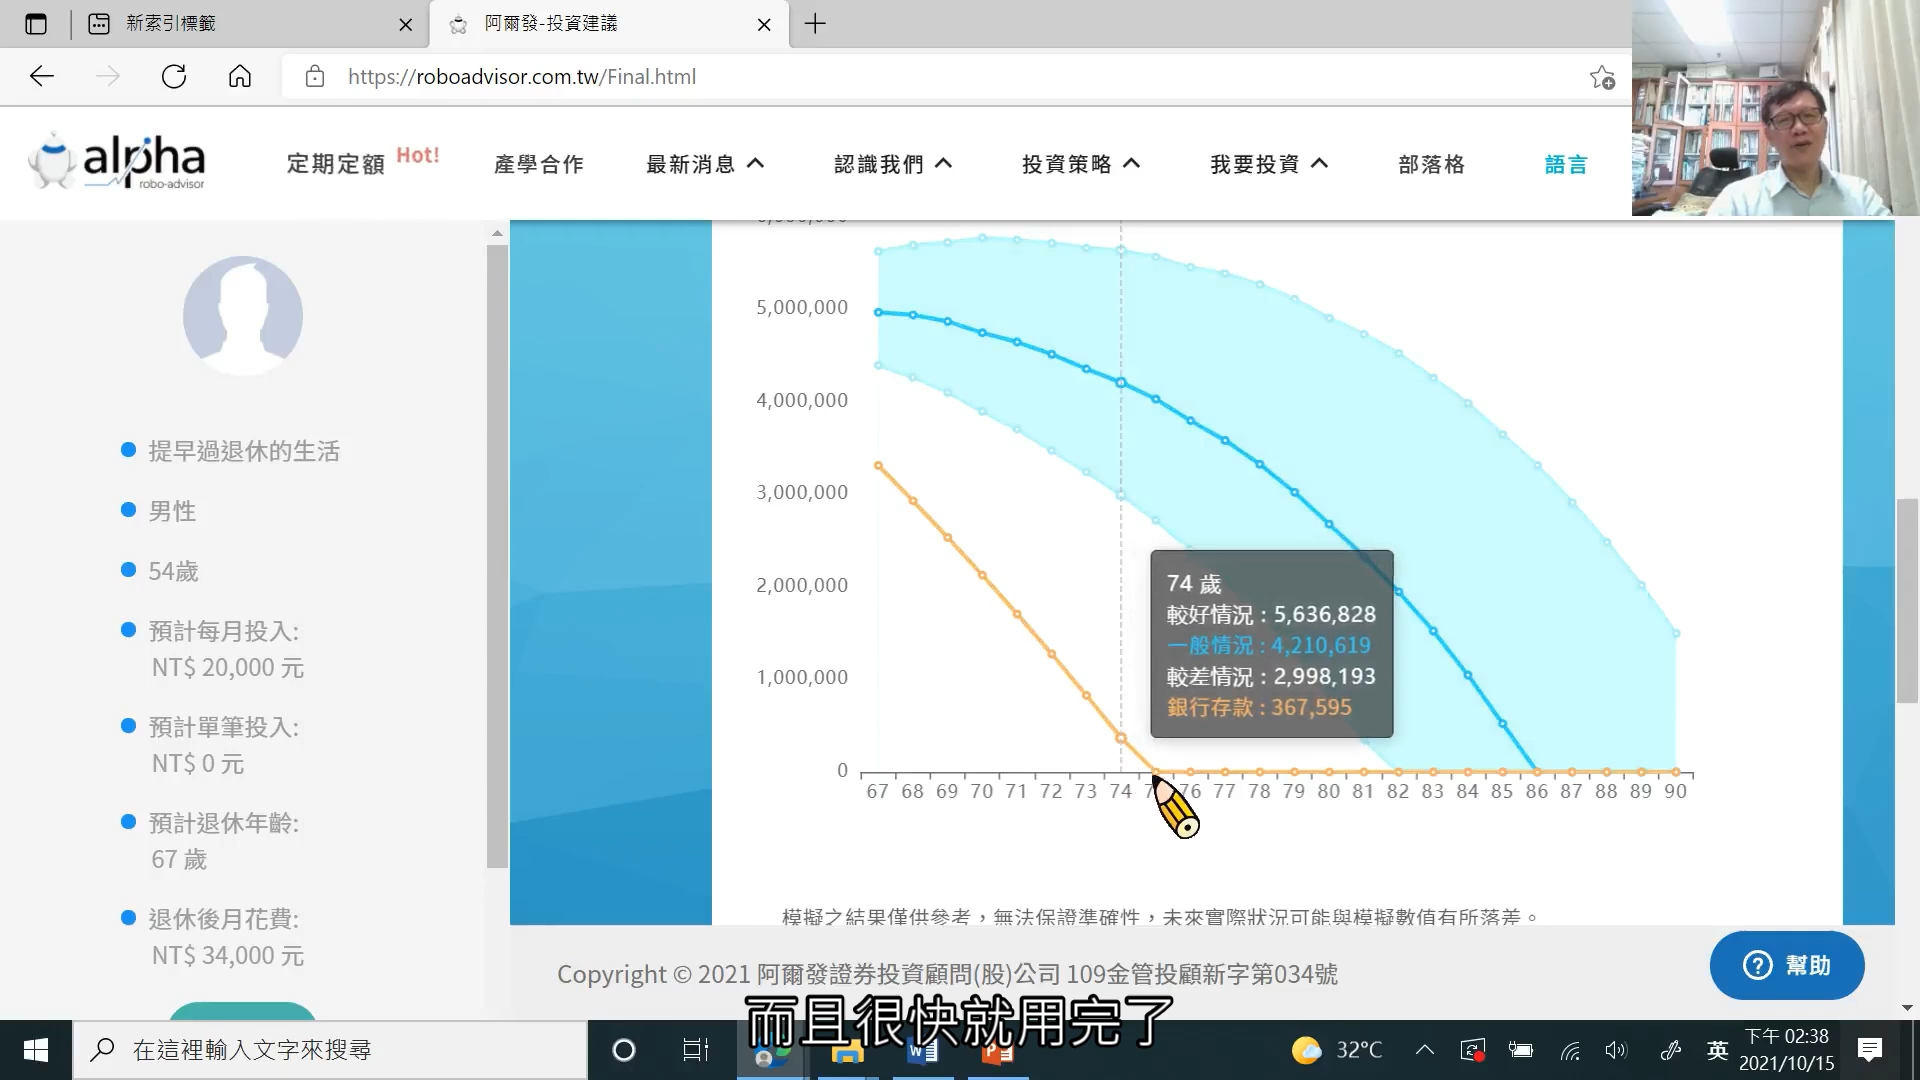 新索引標籤
阿爾發-投資建議
https://roboadvisor.com.tw/Final.html
alpha
robo-advisor
定期定額 Hot!
產學合作
最新消息
認識我們
投資策略
我要投資
部落格
語言
提早過退休的生活
男性
54歲
預計每月投入:
NT$ 20,000 元
預計單筆投入:
NT$ 0 元
預計退休年齡:
67 歲
退休後月花費:
NT$ 34,000 元
5,000,000
4,000,000
3,000,000
2,000,000
1,000,000
0
67 68 69 70 71 72 73 74 76 77 78 79 80 81 82 83 84 85 86 87 88 89 90
74 歲
較好情況 : 5,636,828
一般情況 : 4,210,619
較差情況 : 2,998,193
銀行存款 : 367,595
模擬之結果僅供參考，無法保證準確性，未來實際狀況可能與模擬數值有所落差。
Copyright © 2021 阿爾發證券投資顧問(股)公司 109金管投顧新字第034號
幫助
而且很快就用完了
在這裡輸入文字來搜尋
32°C
英
下午 02:38
2021/10/15